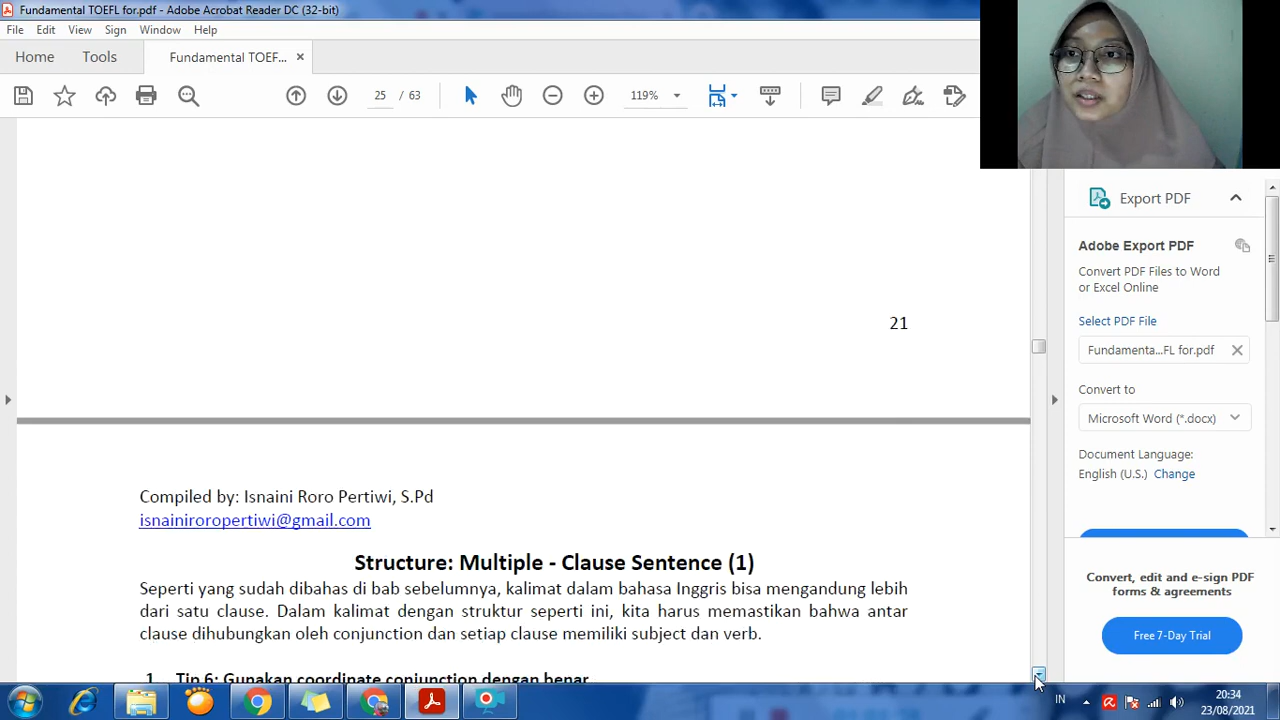 Fundamental TOEFL for.pdf - Adobe Acrobat Reader DC (32-bit)
File Edit View Sign Window Help
Home Tools Fundamental TOEF... ×
25 / 63 119%
21
Compiled by: Isnaini Roro Pertiwi, S.Pd
isnainiroropertiwi@gmail.com
Structure: Multiple - Clause Sentence (1)
Seperti yang sudah dibahas di bab sebelumnya, kalimat dalam bahasa Inggris bisa mengandung lebih
dari satu clause. Dalam kalimat dengan struktur seperti ini, kita harus memastikan bahwa antar
clause dihubungkan oleh conjunction dan setiap clause memiliki subject dan verb.
1 Tip 6: Gunakan coordinate conjunction dengan benar
Export PDF
Adobe Export PDF
Convert PDF Files to Word
or Excel Online
Select PDF File
Fundamenta...FL for.pdf
Convert to
Microsoft Word (*.docx)
Document Language:
English (U.S.) Change
Convert, edit and e-sign PDF
forms & agreements
Free 7-Day Trial
IN
20:34
23/08/2021